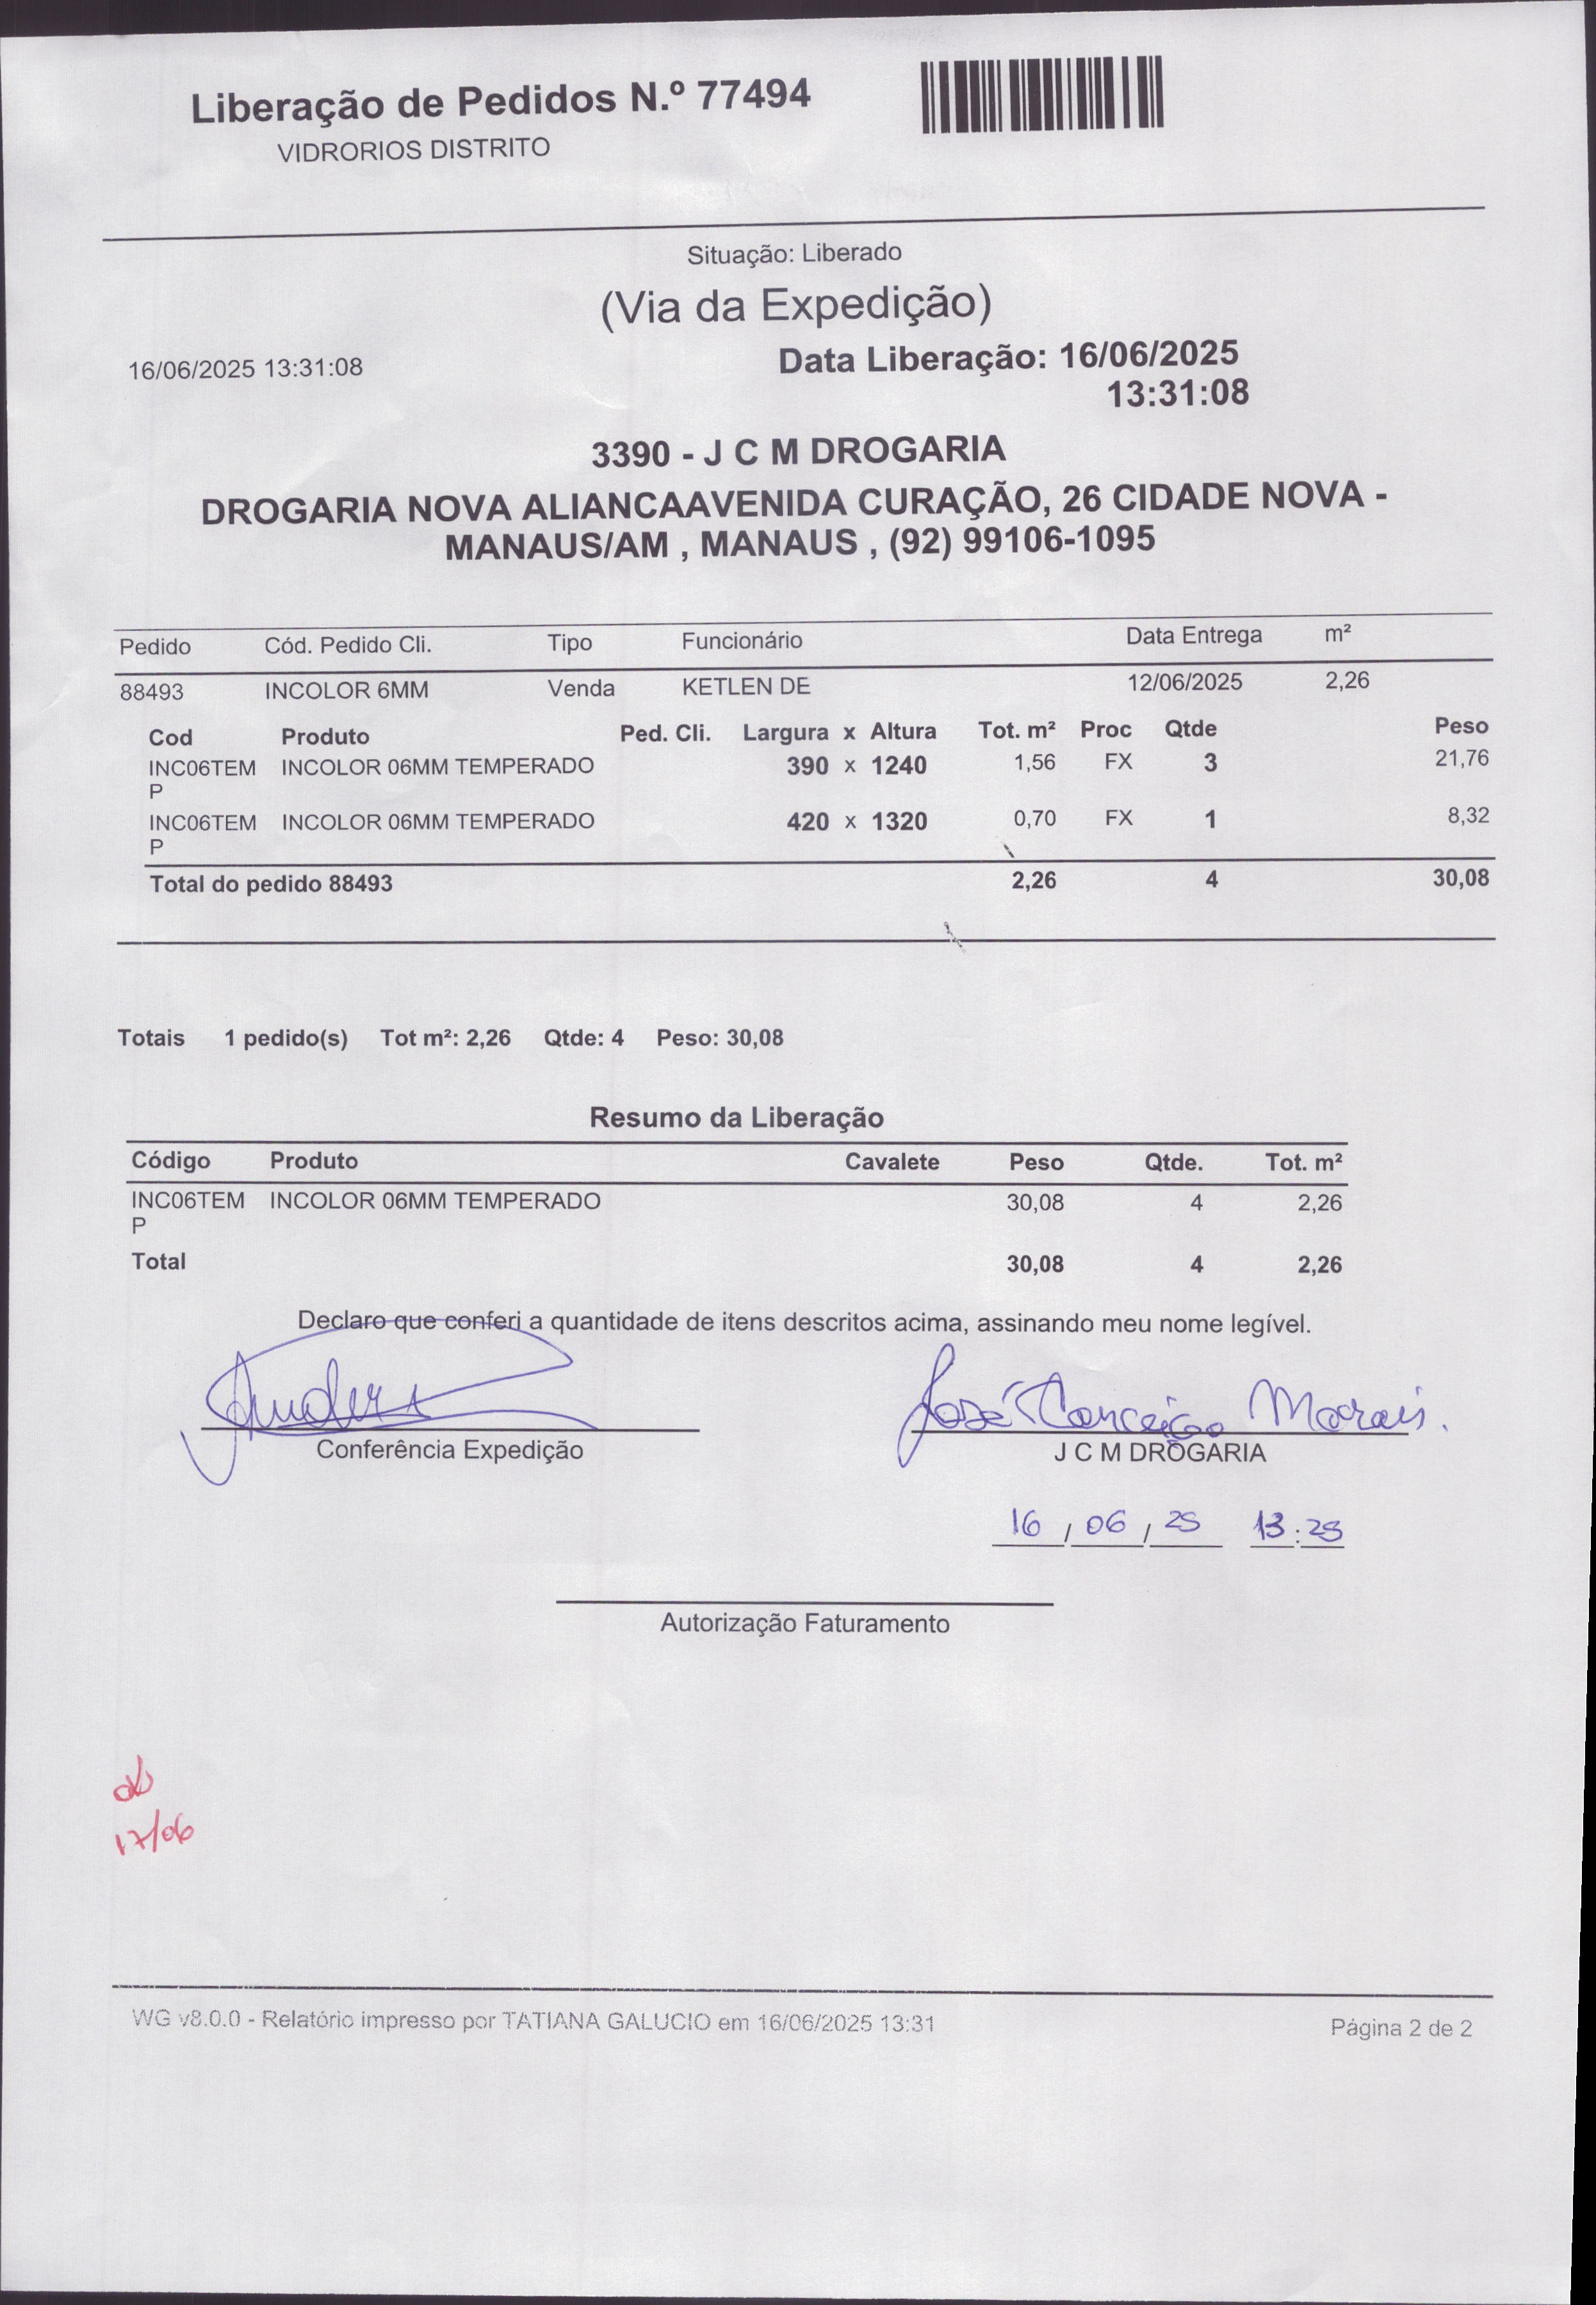 Liberação de Pedidos N.º 77494
VIDRORIOS DISTRITO
Situação: Liberado
(Via da Expedição)
16/06/2025 13:31:08
Data Liberação: 16/06/2025
13:31:08
3390 - J C M DROGARIA
DROGARIA NOVA ALIANCAAVENIDA CURAÇÃO, 26 CIDADE NOVA -
MANAUS/AM , MANAUS , (92) 99106-1095
Pedido Cód. Pedido Cli. Tipo Funcionário Data Entrega m²
88493 INCOLOR 6MM Venda KETLEN DE 12/06/2025 2,26
Cod Produto Ped. Cli. Largura x Altura Tot. m² Proc Qtde Peso
INC06TEM INCOLOR 06MM TEMPERADO 390 x 1240 1,56 FX 3 21,76
P
INC06TEM INCOLOR 06MM TEMPERADO 420 x 1320 0,70 FX 1 8,32
P
Total do pedido 88493 2,26 4 30,08
Totais 1 pedido(s) Tot m²: 2,26 Qtde: 4 Peso: 30,08
Resumo da Liberação
Código Produto Cavalete Peso Qtde. Tot. m²
INC06TEM INCOLOR 06MM TEMPERADO 30,08 4 2,26
P
Total 30,08 4 2,26
Declaro que conferi a quantidade de itens descritos acima, assinando meu nome legível.
José Conceição Morais.
Conferência Expedição J C M DROGARIA
16 / 06 / 25 13:25
Autorização Faturamento
17/06
WG v8.0.0 - Relatório impresso por TATIANA GALUCIO em 16/06/2025 13:31
Página 2 de 2